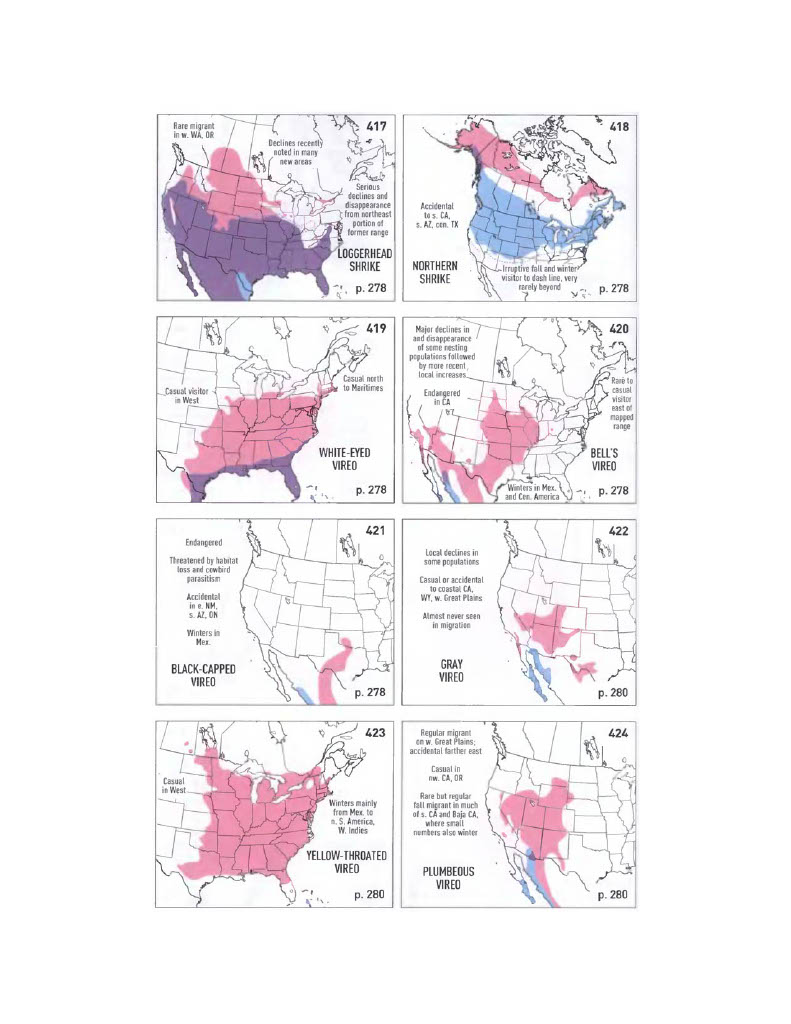 417
Rare migrant
in w. WA, OR
Declines recently
noted in many
new areas
Serious
declines and
disappearance
from northeast
portion of
former range
LOGGERHEAD
SHRIKE
p. 278
418
Accidental
to s. CA,
s. AZ, cen. TX
NORTHERN
SHRIKE
Irruptive fall and winter
visitor to dash line, very
rarely beyond
p. 278
419
Casual north
to Maritimes
Casual visitor
in West
WHITE-EYED
VIREO
p. 278
420
Major declines in
and disappearance
of some nesting
populations followed
by more recent
local increases
Endangered
in CA
Rare to
casual
visitor
east of
mapped
range
BELL'S
VIREO
Winters in Mex.
and Cen. America
p. 278
421
Endangered
Threatened by habitat
loss and cowbird
parasitism
Accidental
in e. NM,
s. AZ, ON
Winters in
Mex.
BLACK-CAPPED
VIREO
p. 278
422
Local declines in
some populations
Casual or accidental
to coastal CA,
WY, w. Great Plains
Almost never seen
in migration
GRAY
VIREO
p. 280
423
Casual
in West
Winters mainly
from Mex. to
n. S. America,
W. Indies
YELLOW-THROATED
VIREO
p. 280
424
Regular migrant
on w. Great Plains;
accidental farther east
Casual in
nw. CA, OR
Rare but regular
fall migrant in much
of s. CA and Baja CA,
where small
numbers also winter
PLUMBEOUS
VIREO
p. 280